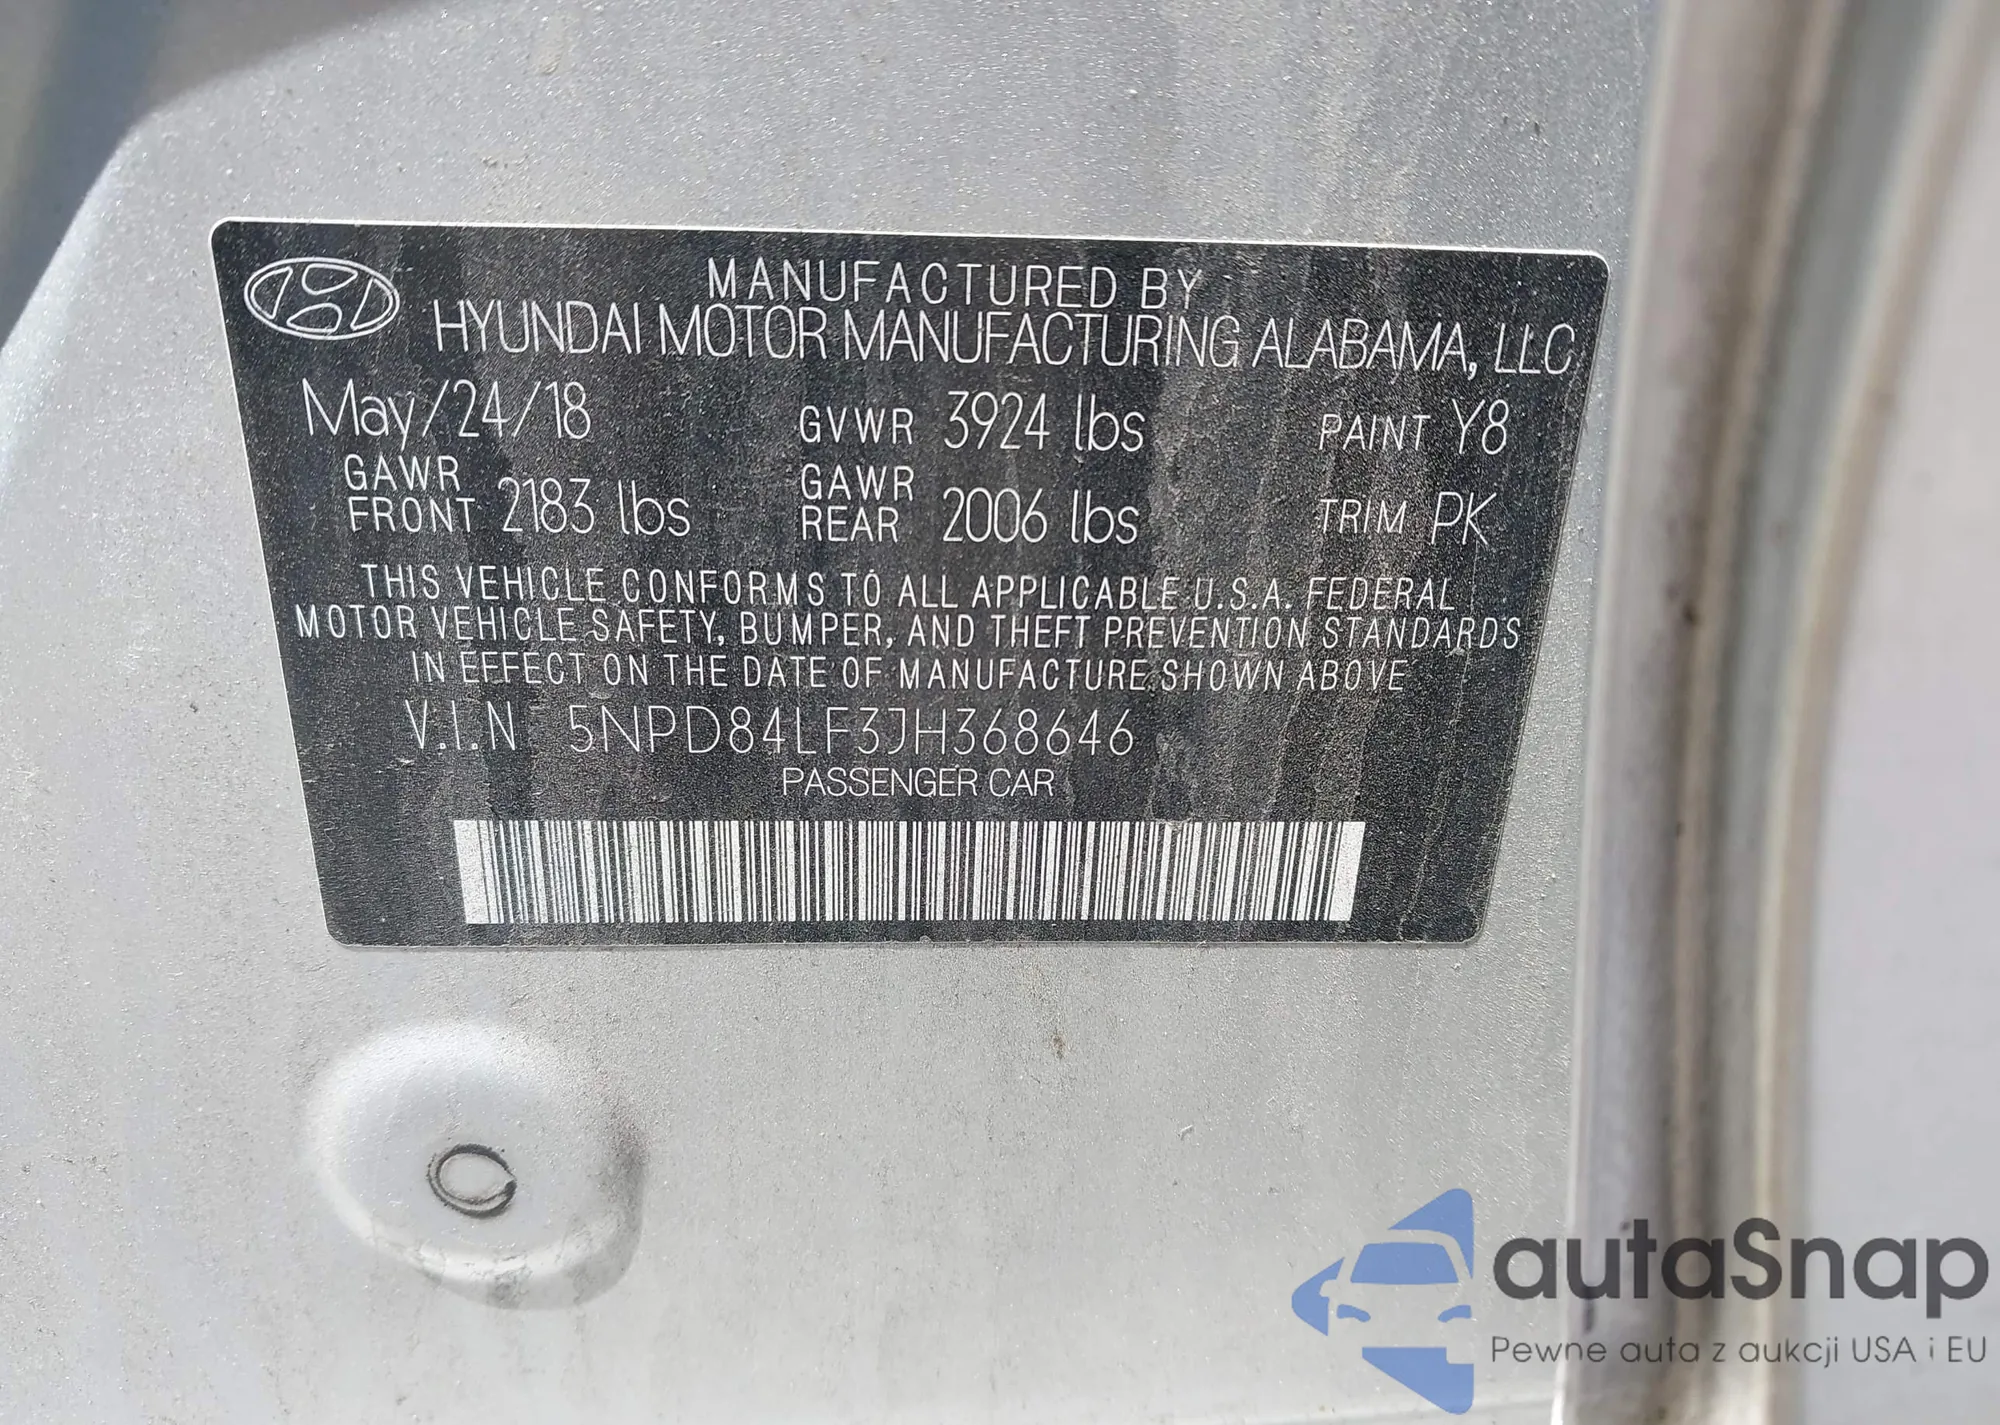 MANUFACTURED BY
HYUNDAI MOTOR MANUFACTURING ALABAMA, LLC
May/24/18 GVWR 3924 lbs PAINT Y8
GAWR FRONT 2183 lbs GAWR REAR 2006 lbs TRIM PK
THIS VEHICLE CONFORMS TO ALL APPLICABLE U.S.A. FEDERAL
MOTOR VEHICLE SAFETY, BUMPER, AND THEFT PREVENTION STANDARDS
IN EFFECT ON THE DATE OF MANUFACTURE SHOWN ABOVE
V.I.N 5NPD84LF3JH368646
PASSENGER CAR
autaSnap
Pewne auta z aukcji USA i EU